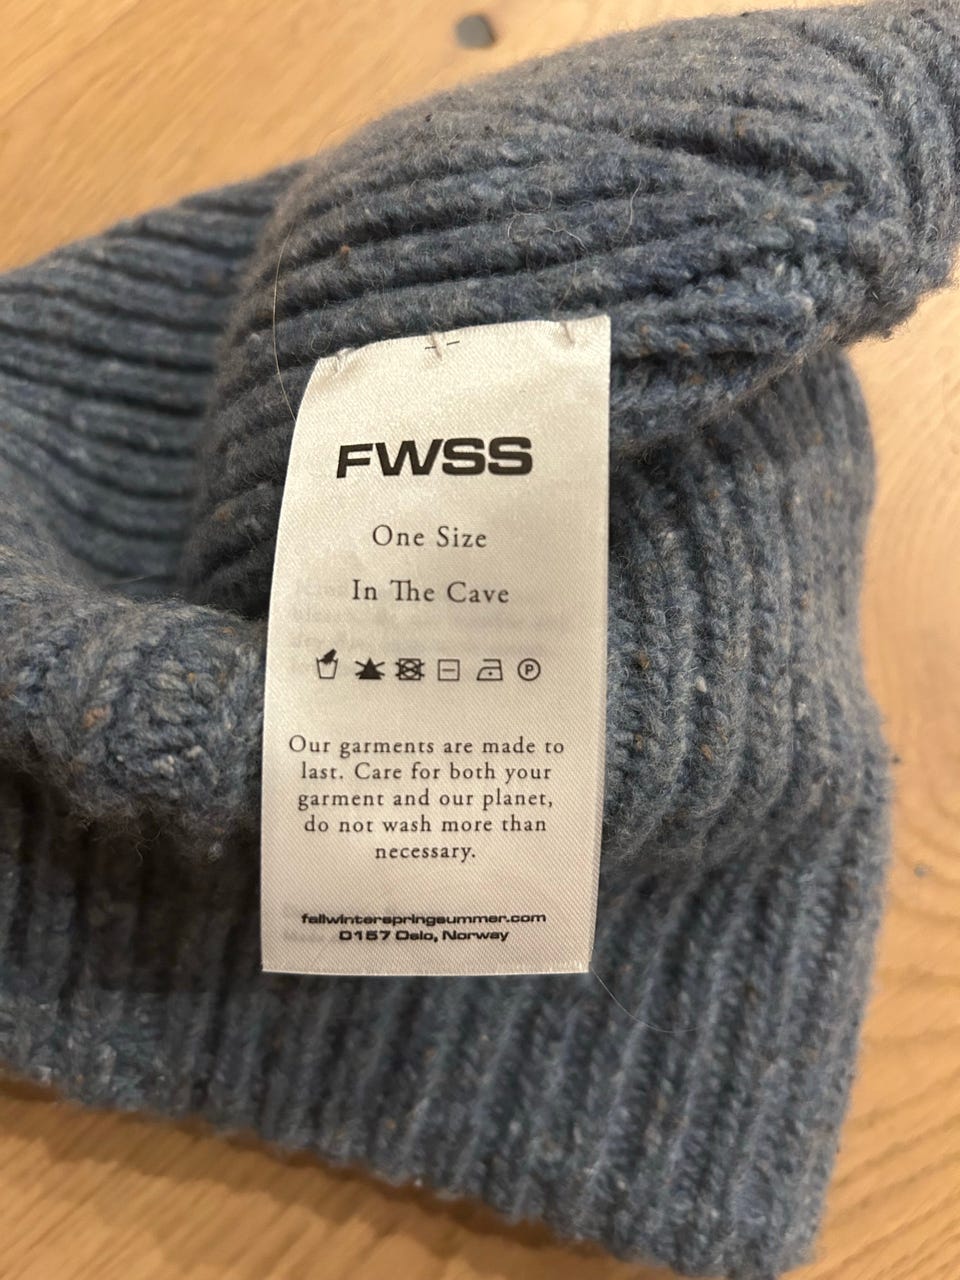 FWSS
One Size
In The Cave
P
Our garments are made to
last. Care for both your
garment and our planet,
do not wash more than
necessary.
fallwinterspringsummer.com
0157 Oslo, Norway